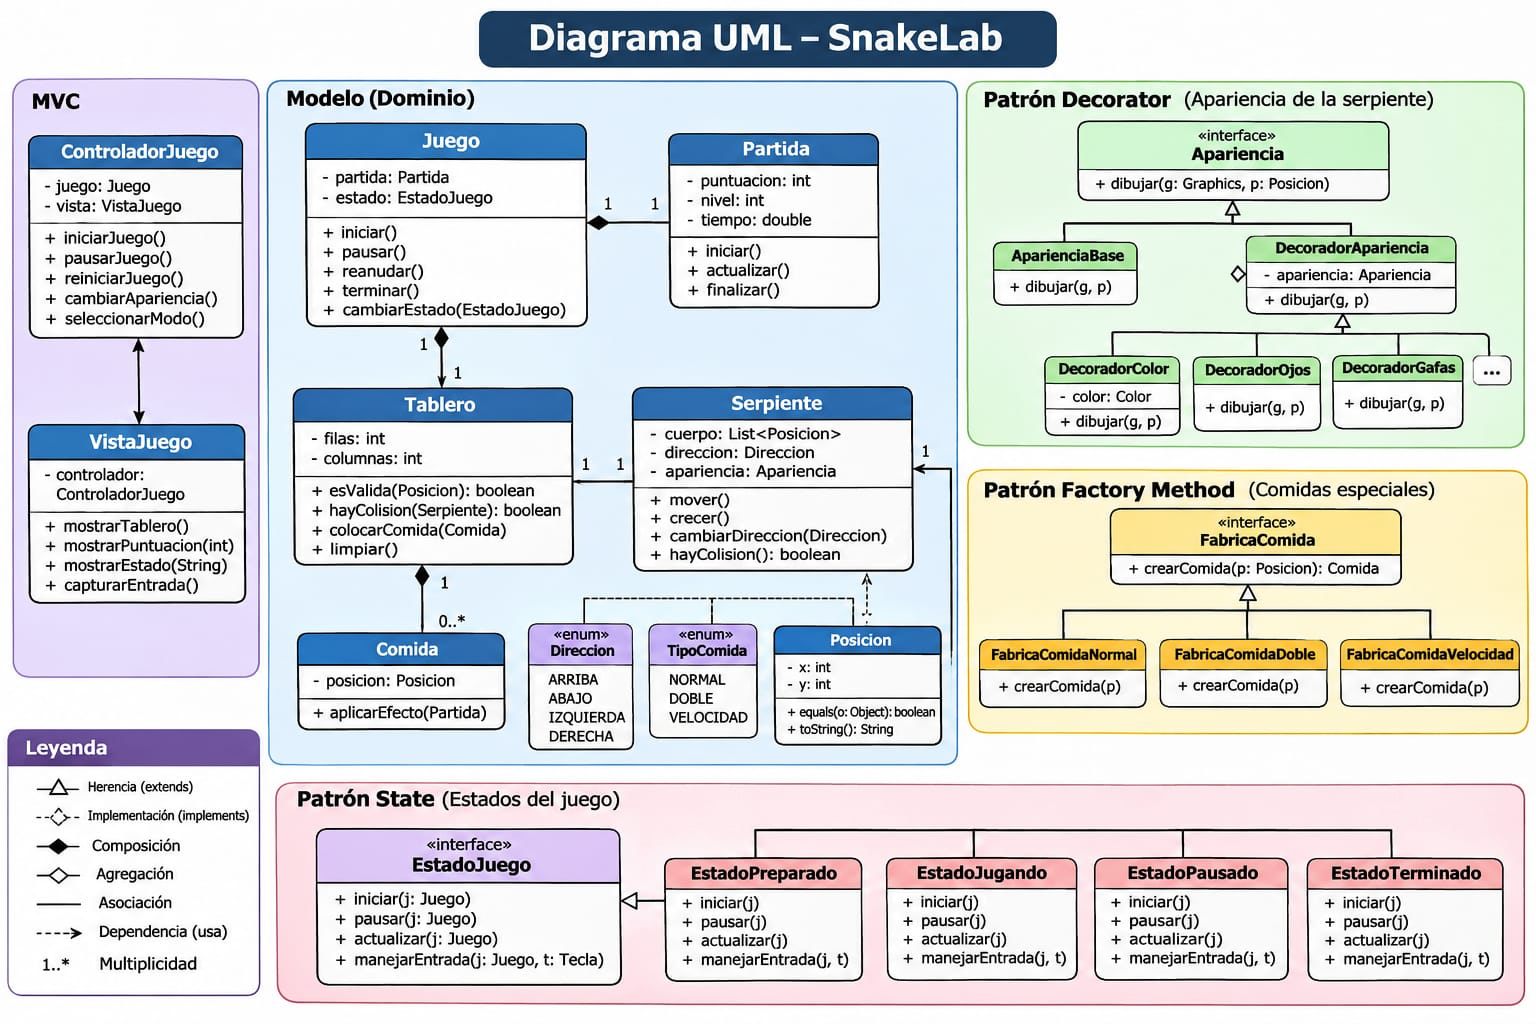 Diagrama UML – SnakeLab
MVC
ControladorJuego
- juego: Juego
- vista: VistaJuego
+ iniciarJuego()
+ pausarJuego()
+ reiniciarJuego()
+ cambiarApariencia()
+ seleccionarModo()
VistaJuego
- controlador:
ControladorJuego
+ mostrarTablero()
+ mostrarPuntuacion(int)
+ mostrarEstado(String)
+ capturarEntrada()
Modelo (Dominio)
Juego
- partida: Partida
- estado: EstadoJuego
+ iniciar()
+ pausar()
+ reanudar()
+ terminar()
+ cambiarEstado(EstadoJuego)
1
1
Partida
- puntuacion: int
- nivel: int
- tiempo: double
+ iniciar()
+ actualizar()
+ finalizar()
1
1
Tablero
- filas: int
- columnas: int
+ esValida(Posicion): boolean
+ hayColision(Serpiente): boolean
+ colocarComida(Comida)
+ limpiar()
1
1
Serpiente
- cuerpo: List<Posicion>
- direccion: Direccion
- apariencia: Apariencia
+ mover()
+ crecer()
+ cambiarDireccion(Direccion)
+ hayColision(): boolean
1
1
0..*
Comida
- posicion: Posicion
+ aplicarEfecto(Partida)
«enum»
Direccion
ARRIBA
ABAJO
IZQUIERDA
DERECHA
«enum»
TipoComida
NORMAL
DOBLE
VELOCIDAD
Posicion
- x: int
- y: int
+ equals(o: Object): boolean
+ toString(): String
Patrón Decorator (Apariencia de la serpiente)
«interface»
Apariencia
+ dibujar(g: Graphics, p: Posicion)
AparienciaBase
+ dibujar(g, p)
DecoradorApariencia
- apariencia: Apariencia
+ dibujar(g, p)
DecoradorColor
- color: Color
+ dibujar(g, p)
DecoradorOjos
+ dibujar(g, p)
DecoradorGafas
+ dibujar(g, p)
...
Patrón Factory Method (Comidas especiales)
«interface»
FabricaComida
+ crearComida(p: Posicion): Comida
FabricaComidaNormal
+ crearComida(p)
FabricaComidaDoble
+ crearComida(p)
FabricaComidaVelocidad
+ crearComida(p)
Leyenda
Herencia (extends)
Implementación (implements)
Composición
Agregación
Asociación
Dependencia (usa)
1..* Multiplicidad
Patrón State (Estados del juego)
«interface»
EstadoJuego
+ iniciar(j: Juego)
+ pausar(j: Juego)
+ actualizar(j: Juego)
+ manejarEntrada(j: Juego, t: Tecla)
EstadoPreparado
+ iniciar(j)
+ pausar(j)
+ actualizar(j)
+ manejarEntrada(j, t)
EstadoJugando
+ iniciar(j)
+ pausar(j)
+ actualizar(j)
+ manejarEntrada(j, t)
EstadoPausado
+ iniciar(j)
+ pausar(j)
+ actualizar(j)
+ manejarEntrada(j, t)
EstadoTerminado
+ iniciar(j)
+ pausar(j)
+ actualizar(j)
+ manejarEntrada(j, t)